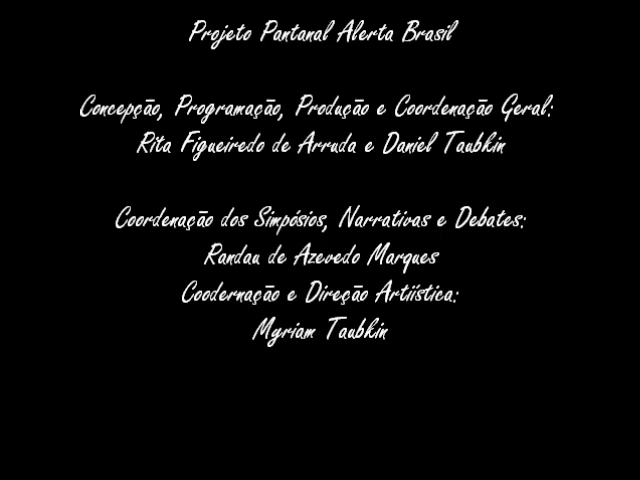 Projeto Pantanal Alerta Brasil
Concepção, Programação, Produção e Coordenação Geral:
Rita Figueiredo de Arruda e Daniel Taubkin
Coordenação dos Simpósios, Narrativas e Debates:
Randau de Azevedo Marques
Coodernação e Direção Artiística:
Myriam Taubkin